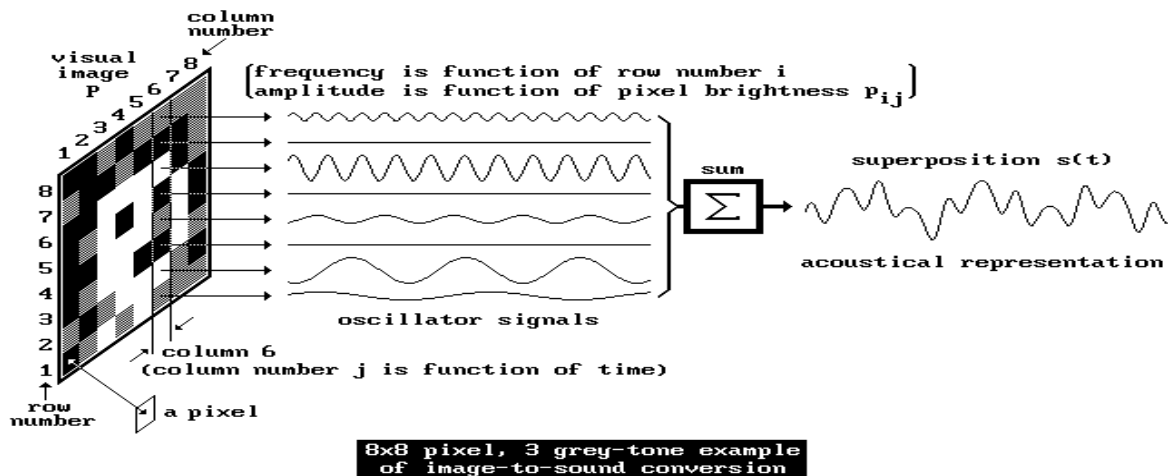 column
number
visual
image
P
1 2 3 4 5 6 7 8
(frequency is function of row number i
amplitude is function of pixel brightness p_ij)
8
7
6
5
4
3
2
1
sum
Σ
superposition s(t)
acoustical representation
oscillator signals
column 6
(column number j is function of time)
row
number
a pixel
8x8 pixel, 3 grey-tone example
of image-to-sound conversion